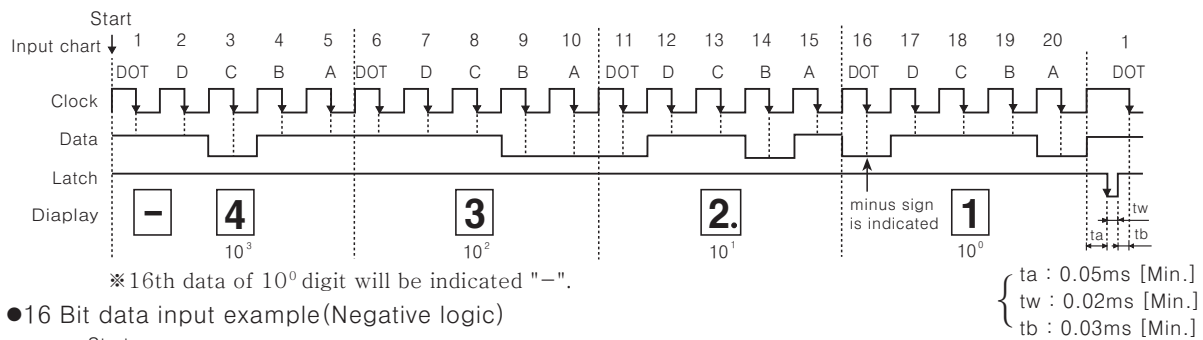 Start
Input chart 1 2 3 4 5 6 7 8 9 10 11 12 13 14 15 16 17 18 19 20 1
DOT D C B A DOT D C B A DOT D C B A DOT D C B A DOT
Clock
Data
Latch
Diaplay - 4 3 2. minus sign is indicated 1 ta tw tb
10³ 10² 10¹ 10⁰
※16th data of 10⁰ digit will be indicated "−".
ta : 0.05ms [Min.]
tw : 0.02ms [Min.]
tb : 0.03ms [Min.]
●16 Bit data input example(Negative logic)